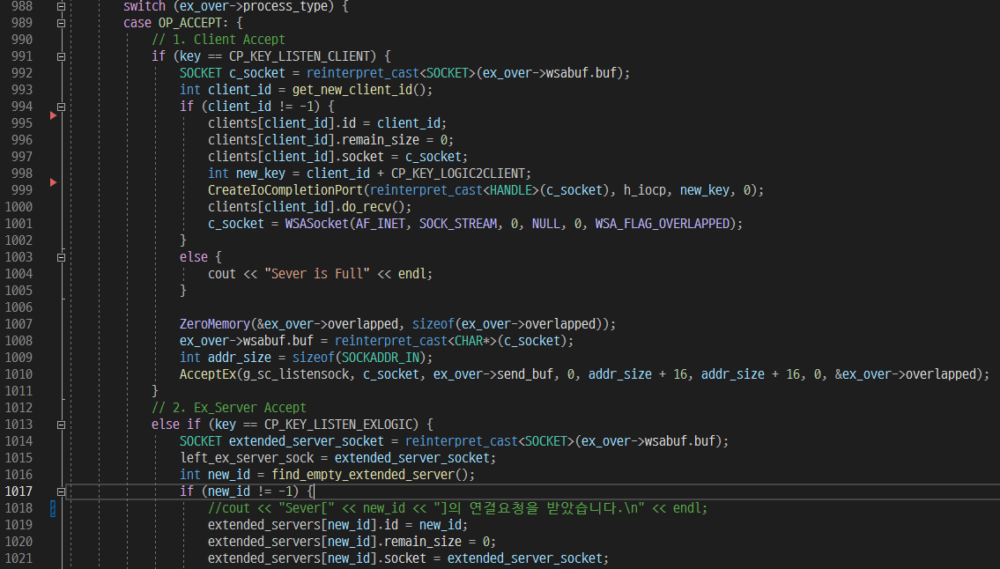 988 switch (ex_over->process_type) {
989 case OP_ACCEPT: {
990 // 1. Client Accept
991 if (key == CP_KEY_LISTEN_CLIENT) {
992 SOCKET c_socket = reinterpret_cast<SOCKET>(ex_over->wsabuf.buf);
993 int client_id = get_new_client_id();
994 if (client_id != -1) {
995 clients[client_id].id = client_id;
996 clients[client_id].remain_size = 0;
997 clients[client_id].socket = c_socket;
998 int new_key = client_id + CP_KEY_LOGIC2CLIENT;
999 CreateIoCompletionPort(reinterpret_cast<HANDLE>(c_socket), h_iocp, new_key, 0);
1000 clients[client_id].do_recv();
1001 c_socket = WSASocket(AF_INET, SOCK_STREAM, 0, NULL, 0, WSA_FLAG_OVERLAPPED);
1002 }
1003 else {
1004 cout << "Sever is Full" << endl;
1005 }
1006
1007 ZeroMemory(&ex_over->overlapped, sizeof(ex_over->overlapped));
1008 ex_over->wsabuf.buf = reinterpret_cast<CHAR*>(c_socket);
1009 int addr_size = sizeof(SOCKADDR_IN);
1010 AcceptEx(g_sc_listensock, c_socket, ex_over->send_buf, 0, addr_size + 16, addr_size + 16, 0, &ex_over->overlapped);
1011 }
1012 // 2. Ex_Server Accept
1013 else if (key == CP_KEY_LISTEN_EXLOGIC) {
1014 SOCKET extended_server_socket = reinterpret_cast<SOCKET>(ex_over->wsabuf.buf);
1015 left_ex_server_sock = extended_server_socket;
1016 int new_id = find_empty_extended_server();
1017 if (new_id != -1) {
1018 //cout << "Sever[" << new_id << "]의 연결요청을 받았습니다.\n" << endl;
1019 extended_servers[new_id].id = new_id;
1020 extended_servers[new_id].remain_size = 0;
1021 extended_servers[new_id].socket = extended_server_socket;